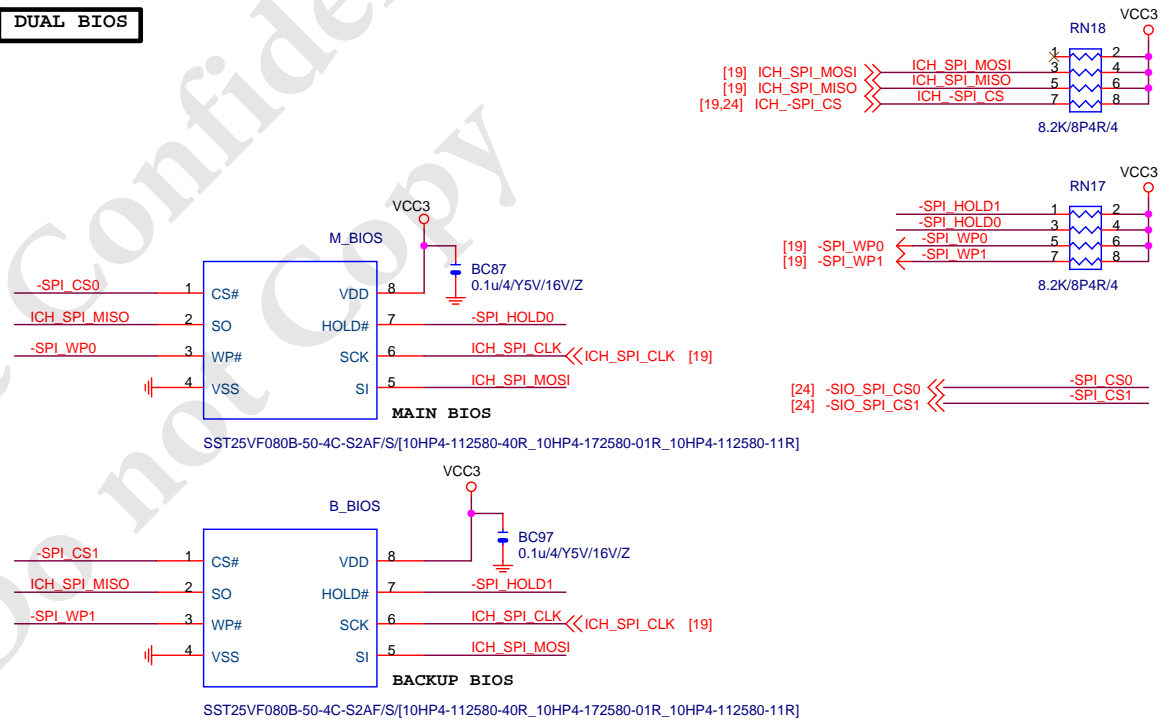 DUAL BIOS
VCC3
RN18
[19] ICH_SPI_MOSI ICH_SPI_MOSI 1 2
[19] ICH_SPI_MISO ICH_SPI_MISO 3 4
[19,24] ICH_-SPI_CS ICH_-SPI_CS 5 6
7 8
8.2K/8P4R/4
VCC3
RN17
-SPI_HOLD1 1 2
-SPI_HOLD0 3 4
[19] -SPI_WP0 -SPI_WP0 5 6
[19] -SPI_WP1 -SPI_WP1 7 8
8.2K/8P4R/4
[24] -SIO_SPI_CS0 -SPI_CS0
[24] -SIO_SPI_CS1 -SPI_CS1
VCC3
M_BIOS
BC87
0.1u/4/Y5V/16V/Z
-SPI_CS0 1 CS# VDD 8
ICH_SPI_MISO 2 SO HOLD# 7 -SPI_HOLD0
-SPI_WP0 3 WP# SCK 6 ICH_SPI_CLK ICH_SPI_CLK [19]
4 VSS SI 5 ICH_SPI_MOSI
MAIN BIOS
SST25VF080B-50-4C-S2AF/S/[10HP4-112580-40R_10HP4-172580-01R_10HP4-112580-11R]
VCC3
B_BIOS
BC97
0.1u/4/Y5V/16V/Z
-SPI_CS1 1 CS# VDD 8
ICH_SPI_MISO 2 SO HOLD# 7 -SPI_HOLD1
-SPI_WP1 3 WP# SCK 6 ICH_SPI_CLK ICH_SPI_CLK [19]
4 VSS SI 5 ICH_SPI_MOSI
BACKUP BIOS
SST25VF080B-50-4C-S2AF/S/[10HP4-112580-40R_10HP4-172580-01R_10HP4-112580-11R]
Do not Copy